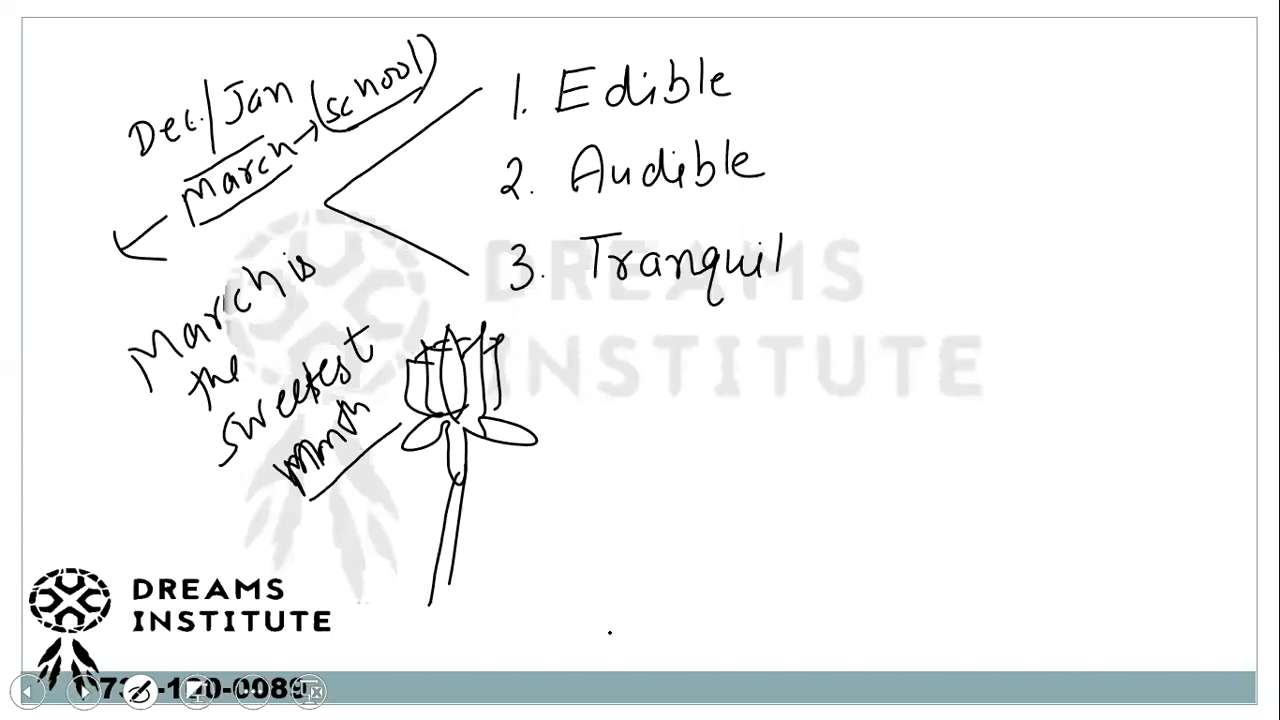 Dec./Jan
March → (school)
March is
the
sweetest
month
1. Edible
2. Audible
3. Tranquil
DREAMS
INSTITUTE
DREAMS
INSTITUTE